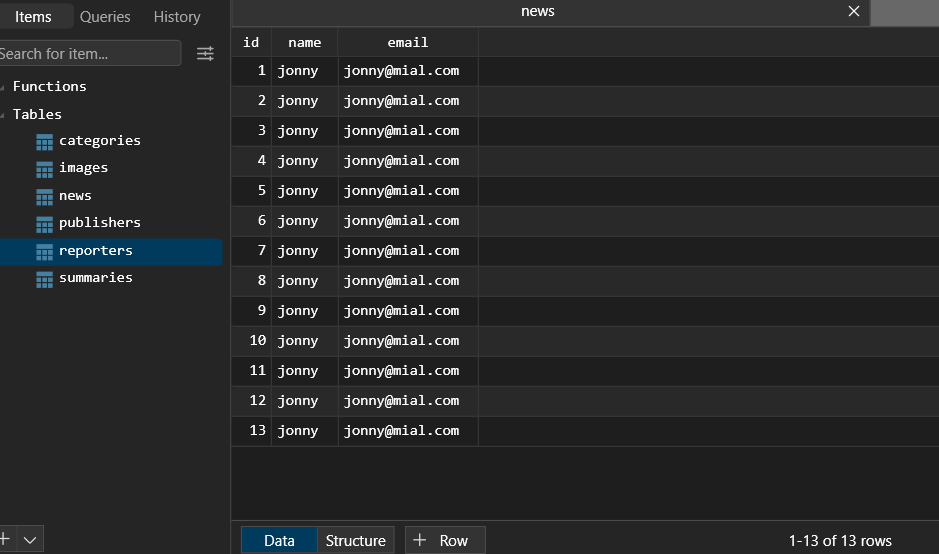 Items Queries History
Search for item...
Functions
Tables
categories
images
news
publishers
reporters
summaries
news
id name email
1 jonny jonny@mial.com
2 jonny jonny@mial.com
3 jonny jonny@mial.com
4 jonny jonny@mial.com
5 jonny jonny@mial.com
6 jonny jonny@mial.com
7 jonny jonny@mial.com
8 jonny jonny@mial.com
9 jonny jonny@mial.com
10 jonny jonny@mial.com
11 jonny jonny@mial.com
12 jonny jonny@mial.com
13 jonny jonny@mial.com
Data Structure + Row 1-13 of 13 rows